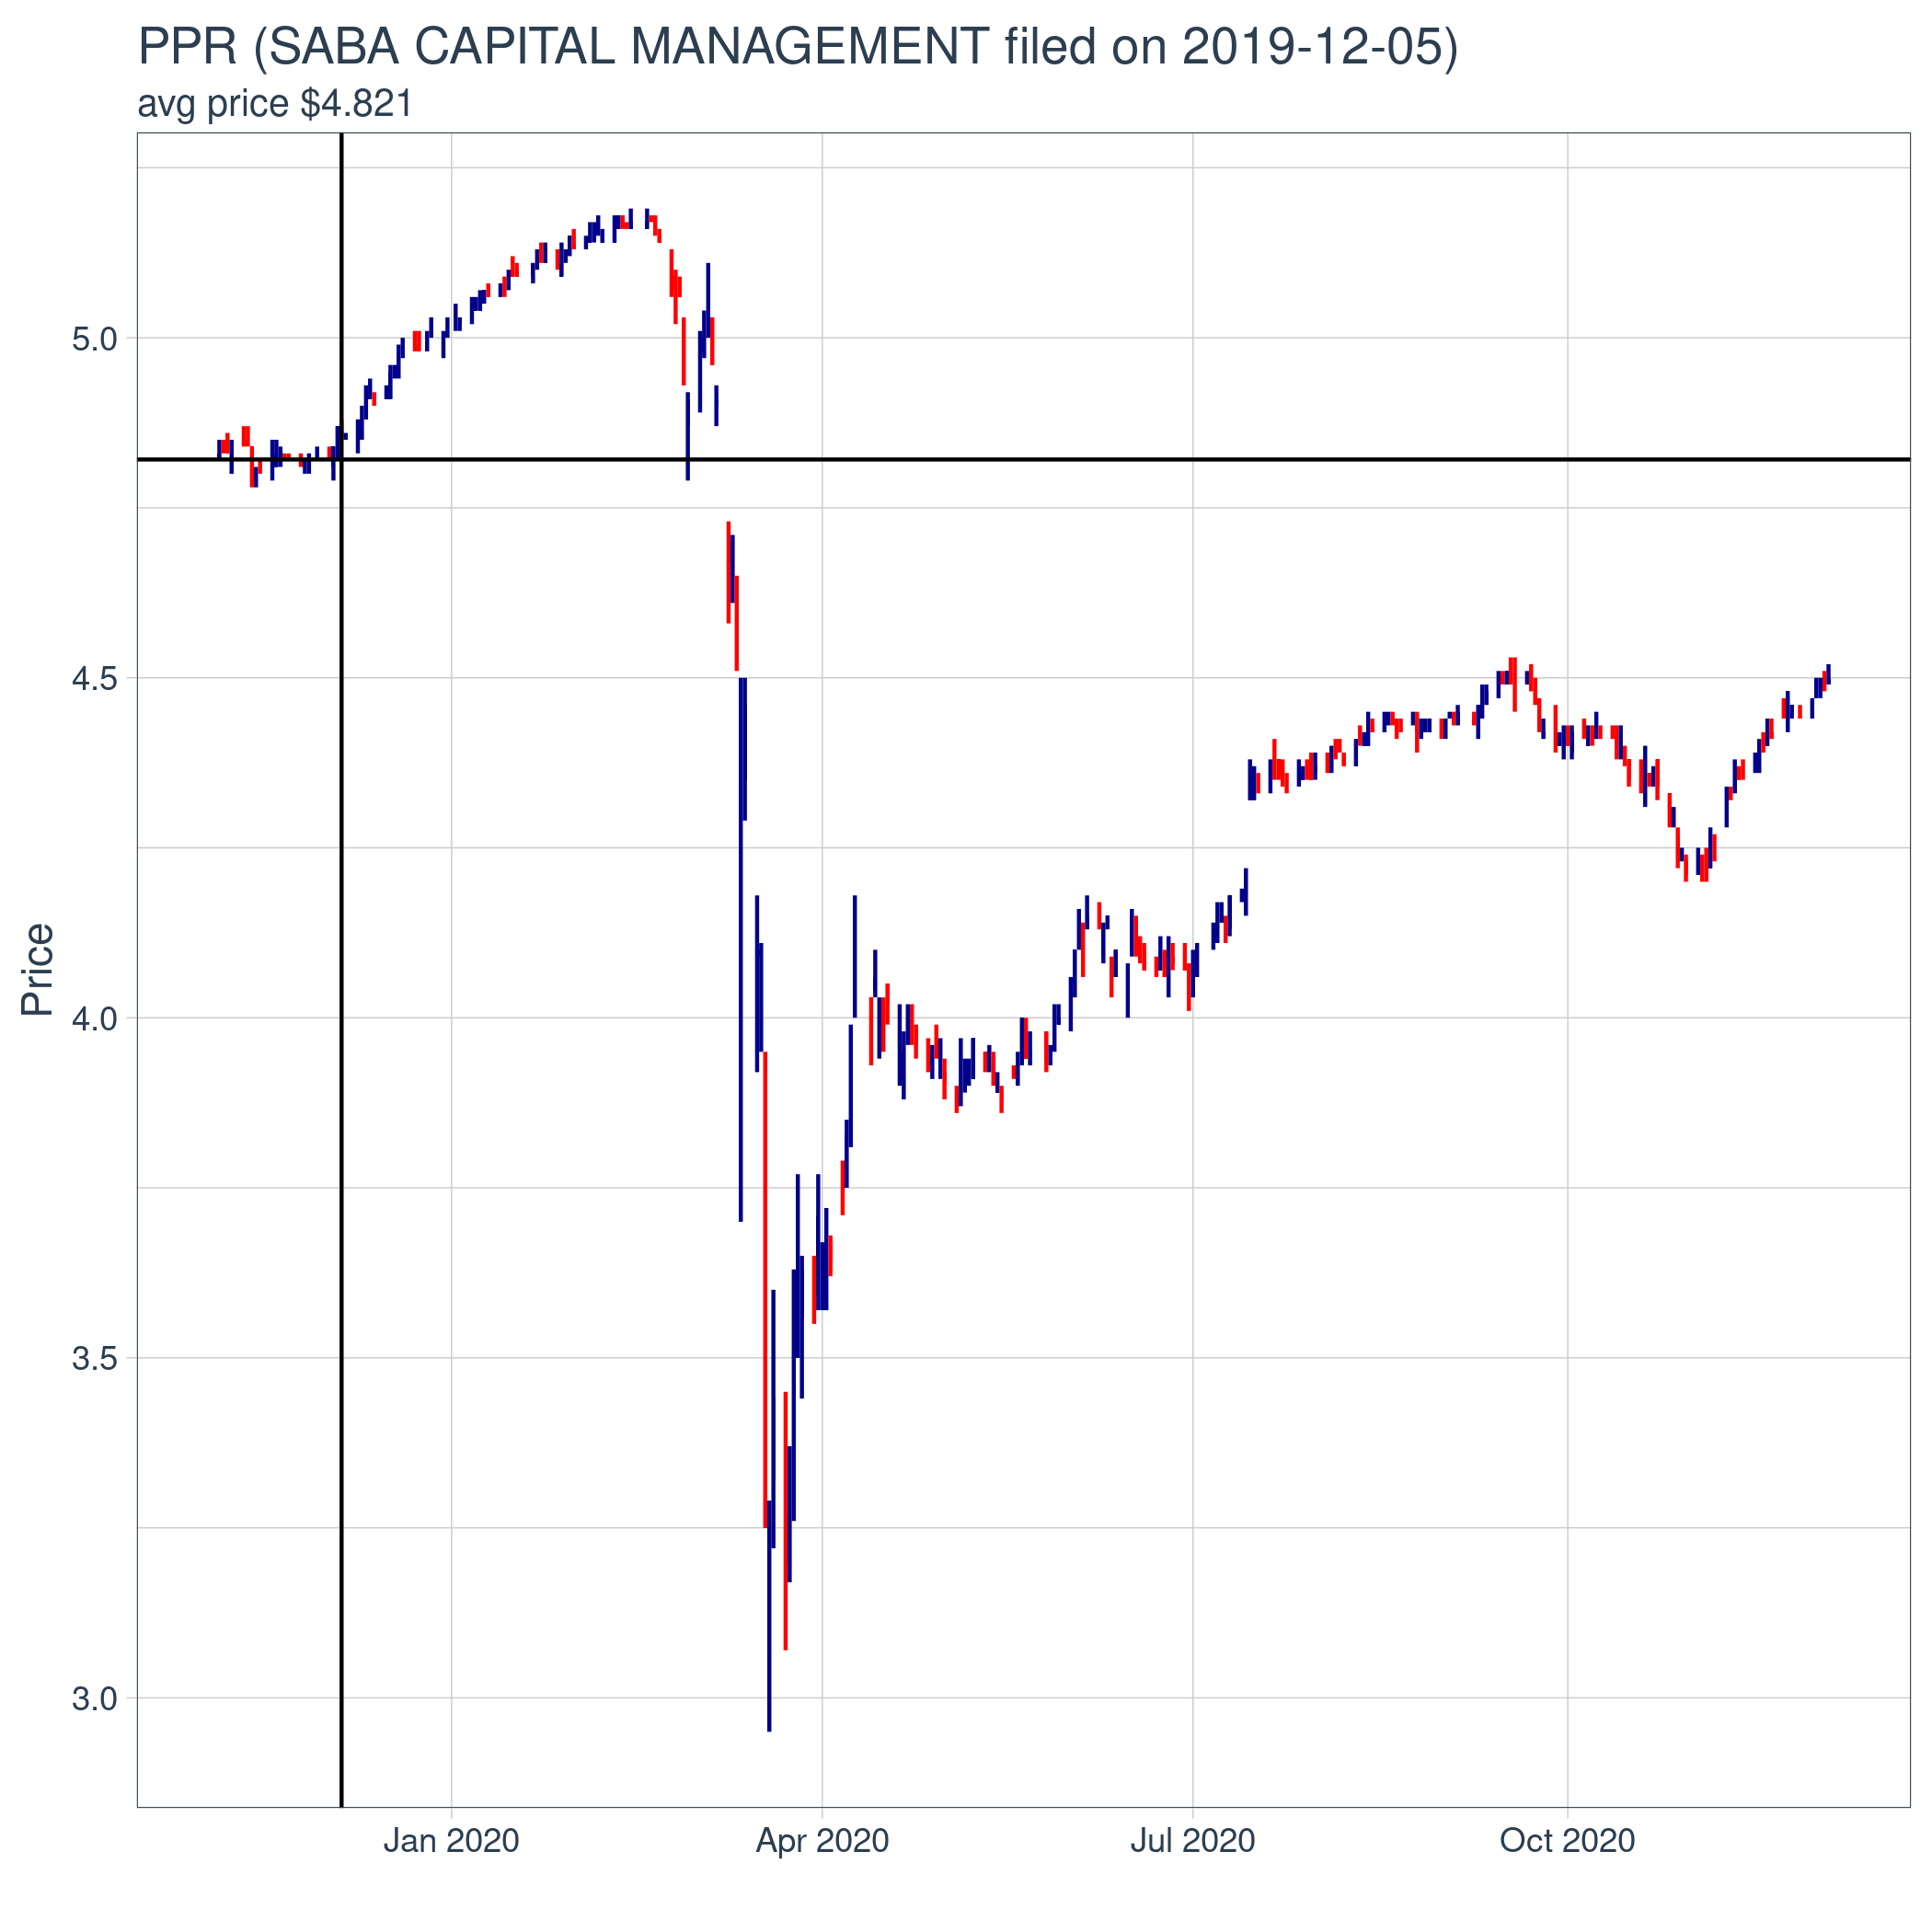 PPR (SABA CAPITAL MANAGEMENT filed on 2019-12-05)
avg price $4.821
Price
5.0
4.5
4.0
3.5
3.0
Jan 2020 Apr 2020 Jul 2020 Oct 2020